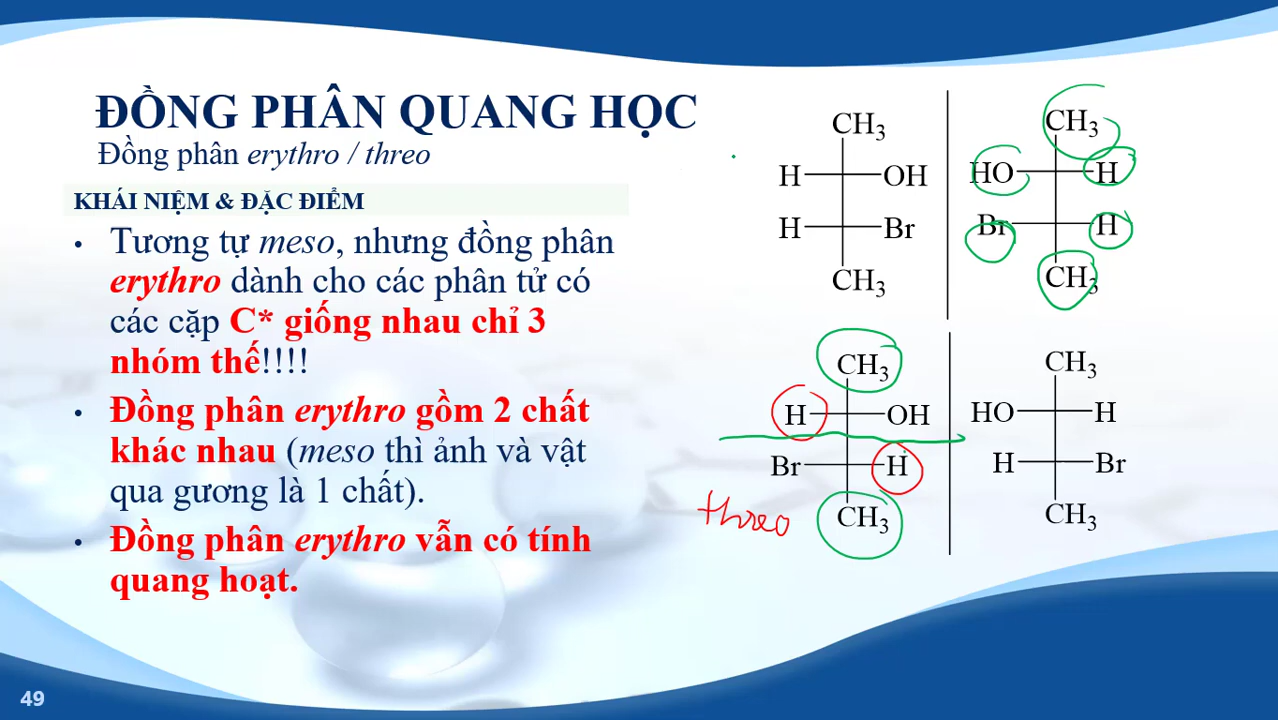 ĐỒNG PHÂN QUANG HỌC
Đồng phân erythro / threo
KHÁI NIỆM & ĐẶC ĐIỂM
• Tương tự meso, nhưng đồng phân
erythro dành cho các phân tử có
các cặp C* giống nhau chỉ 3
nhóm thế!!!!
• Đồng phân erythro gồm 2 chất
khác nhau (meso thì ảnh và vật
qua gương là 1 chất).
• Đồng phân erythro vẫn có tính
quang hoạt.
CH₃
H OH
H Br
CH₃
CH₃
HO H
Br H
CH₃
CH₃
H OH
Br H
CH₃
threo
CH₃
HO H
H Br
CH₃
49